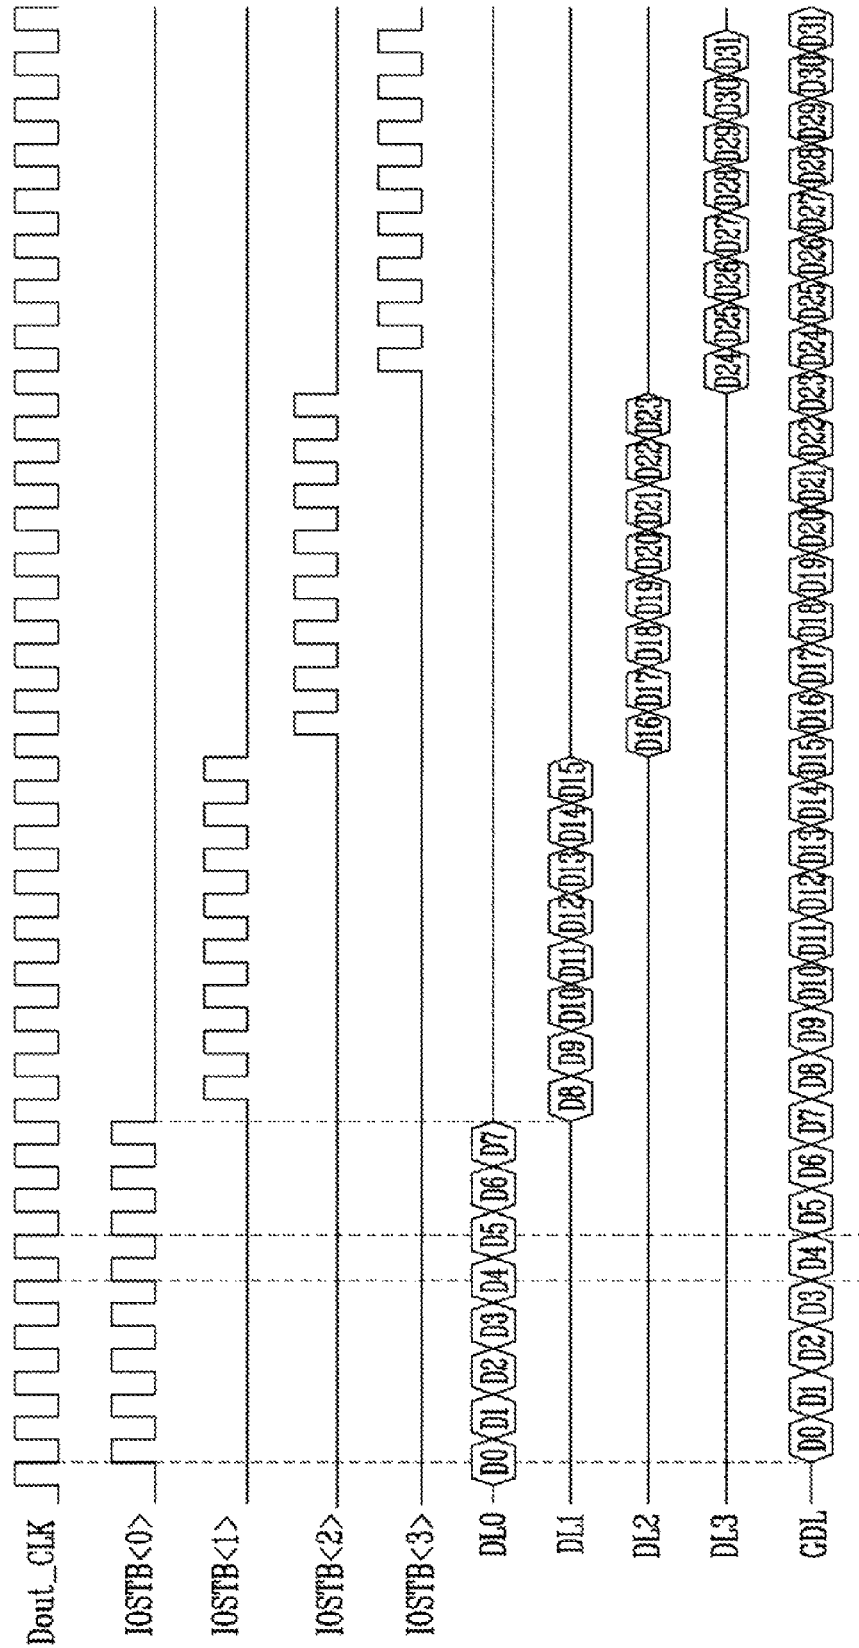 Dout_CLK
IOSTB<0>
IOSTB<1>
IOSTB<2>
IOSTB<3>
DL0 D0 D1 D2 D3 D4 D5 D6 D7
DL1 D8 D9 D10 D11 D12 D13 D14 D15
DL2 D16 D17 D18 D19 D20 D21 D22 D23
DL3 D24 D25 D26 D27 D28 D29 D30 D31
GDL D0 D1 D2 D3 D4 D5 D6 D7 D8 D9 D10 D11 D12 D13 D14 D15 D16 D17 D18 D19 D20 D21 D22 D23 D24 D25 D26 D27 D28 D29 D30 D31